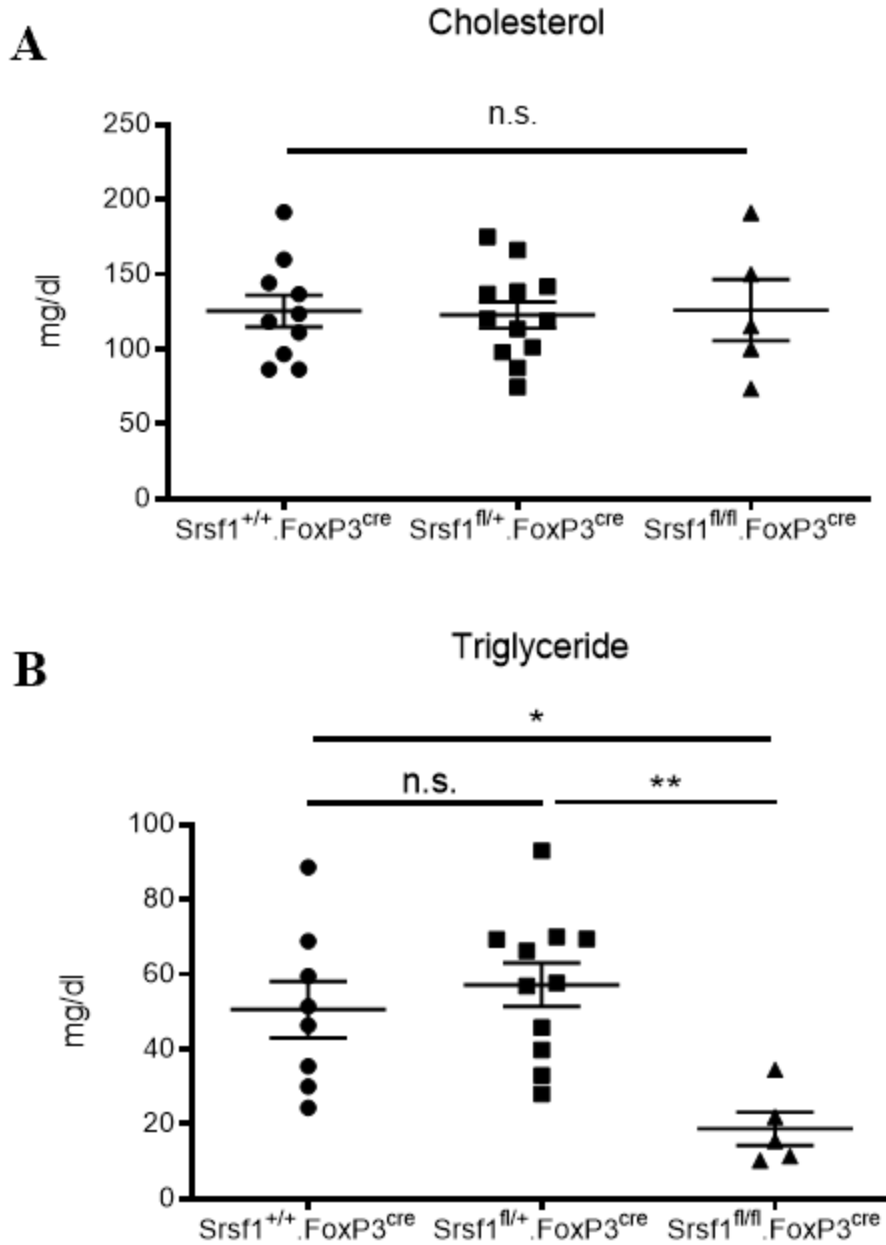 A
Cholesterol
n.s.
250
200
150
100
50
0
mg/dl
Srsf1+/+.FoxP3cre
Srsf1fl/+.FoxP3cre
Srsf1fl/fl.FoxP3cre
B
Triglyceride
*
n.s.
**
100
80
60
40
20
0
mg/dl
Srsf1+/+.FoxP3cre
Srsf1fl/+.FoxP3cre
Srsf1fl/fl.FoxP3cre